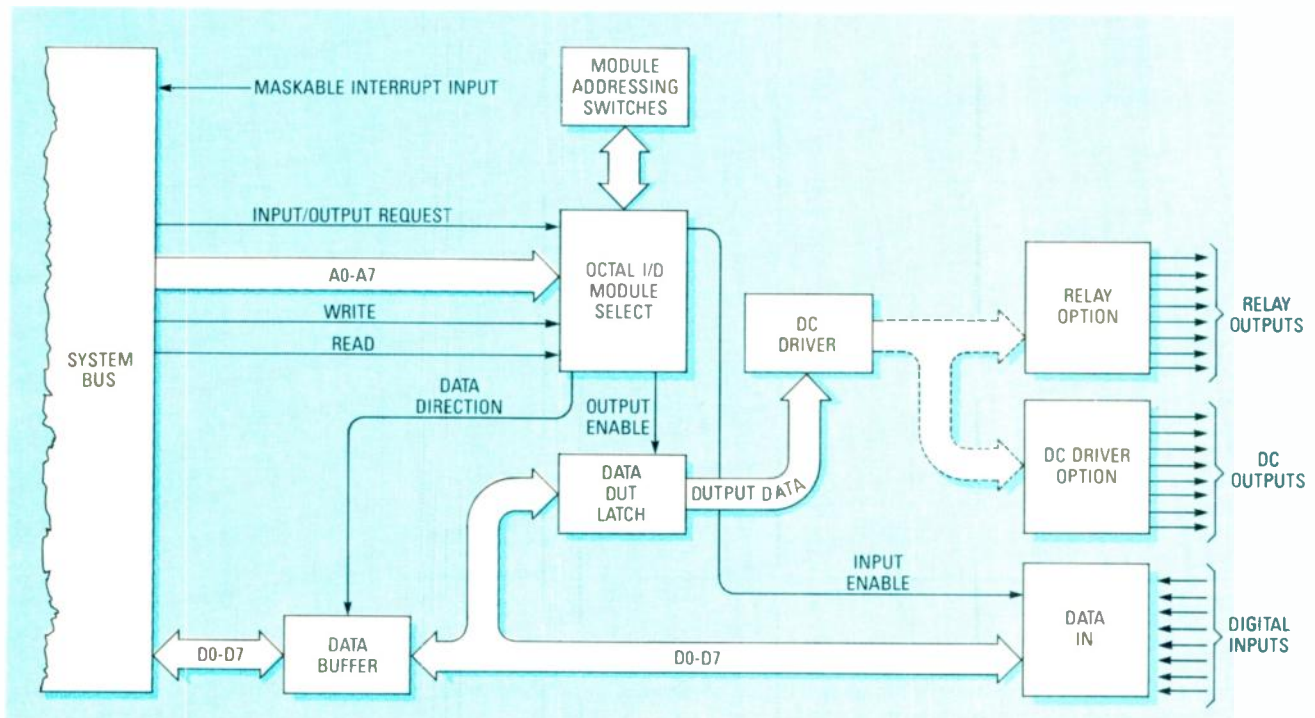 MASKABLE INTERRUPT INPUT
MODULE
ADDRESSING
SWITCHES
INPUT/OUTPUT REQUEST
A0-A7
WRITE
READ
OCTAL I/D
MODULE
SELECT
SYSTEM
BUS
DATA
DIRECTION
OUTPUT
ENABLE
DC
DRIVER
RELAY
OPTION
RELAY
OUTPUTS
DATA
DUT
LATCH
OUTPUT DATA
DC DRIVER
OPTION
DC
OUTPUTS
INPUT
ENABLE
D0-D7
DATA
BUFFER
D0-D7
DATA
IN
DIGITAL
INPUTS